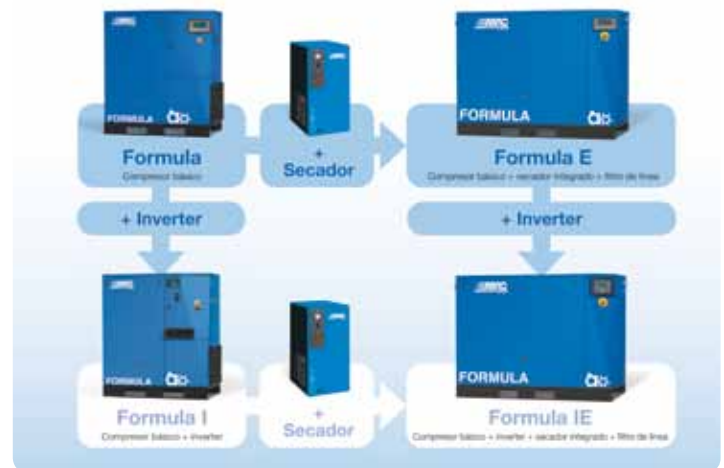 FORMULA
FORMULA
Formula
Compresor básico
+
Secador
Formula E
Compresor básico + secador integrado + filtro de línea
+ Inverter
+ Inverter
FORMULA
FORMULA
Formula I
Compresor básico + inverter
+
Secador
Formula IE
Compresor básico + inverter + secador integrado + filtro de línea